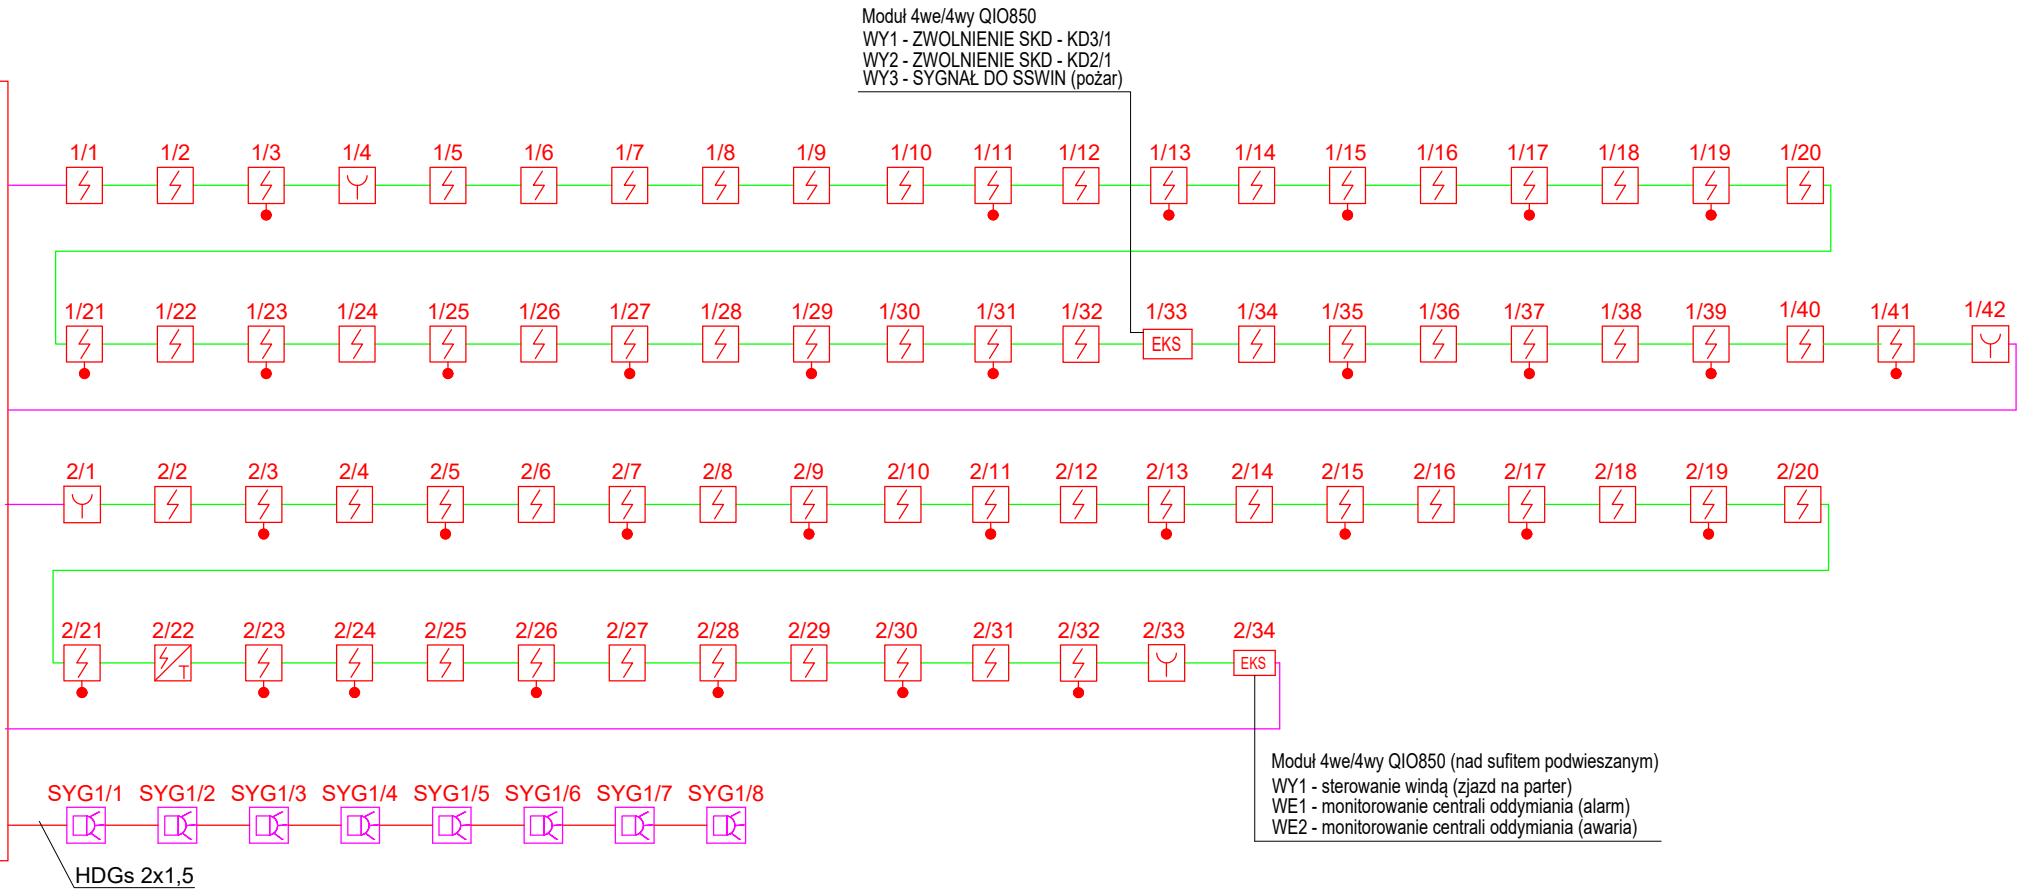 Moduł 4we/4wy QIO850
WY1 - ZWOLNIENIE SKD - KD3/1
WY2 - ZWOLNIENIE SKD - KD2/1
WY3 - SYGNAŁ DO SSWIN (pożar)
1/1 1/2 1/3 1/4 1/5 1/6 1/7 1/8 1/9 1/10 1/11 1/12 1/13 1/14 1/15 1/16 1/17 1/18 1/19 1/20
1/21 1/22 1/23 1/24 1/25 1/26 1/27 1/28 1/29 1/30 1/31 1/32 1/33 1/34 1/35 1/36 1/37 1/38 1/39 1/40 1/41 1/42
EKS
2/1 2/2 2/3 2/4 2/5 2/6 2/7 2/8 2/9 2/10 2/11 2/12 2/13 2/14 2/15 2/16 2/17 2/18 2/19 2/20
2/21 2/22 2/23 2/24 2/25 2/26 2/27 2/28 2/29 2/30 2/31 2/32 2/33 2/34
T EKS
Moduł 4we/4wy QIO850 (nad sufitem podwieszanym)
WY1 - sterowanie windą (zjazd na parter)
WE1 - monitorowanie centrali oddymiania (alarm)
WE2 - monitorowanie centrali oddymiania (awaria)
SYG1/1 SYG1/2 SYG1/3 SYG1/4 SYG1/5 SYG1/6 SYG1/7 SYG1/8
HDGs 2x1,5